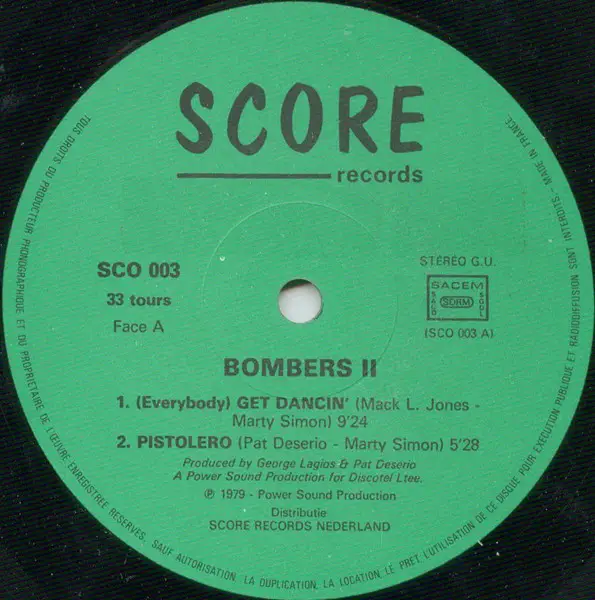 SCORE
records
SCO 003
33 tours
Face A
STEREO G.U.
SACEM
SACD SDRM SGDL
(SCO 003 A)
BOMBERS II
1. (Everybody) GET DANCIN' (Mack L. Jones -
Marty Simon) 9'24
2. PISTOLERO (Pat Deserio - Marty Simon) 5'28
Produced by George Lagios & Pat Deserio
A Power Sound Production for Discotel Ltee.
℗ 1979 - Power Sound Production
Distributie
SCORE RECORDS NEDERLAND
TOUS DROITS DU PRODUCTEUR PHONOGRAPHIQUE ET DU PROPRIETAIRE DE L'ŒUVRE ENREGISTREE RESERVES. SAUF AUTORISATION. LA DUPLICATION, LA LOCATION, LE PRET, L'UTILISATION DE CE DISQUE POUR EXECUTION PUBLIQUE ET RADIODIFFUSION SONT INTERDITS. - MADE IN FRANCE.